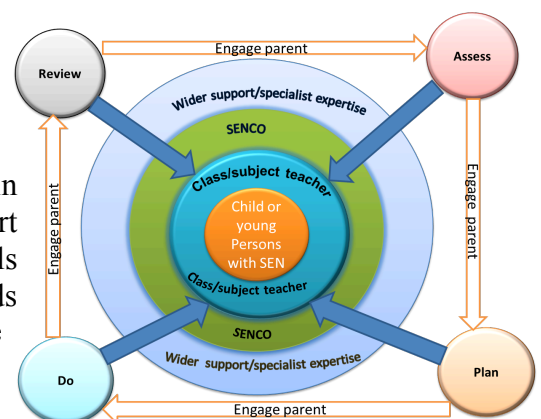 Engage parent
Review
Assess
Wider support/specialist expertise
SENCO
Class/subject teacher
Child or
young
Persons
with SEN
Class/subject teacher
SENCO
Wider support/specialist expertise
Engage parent
Engage parent
Do
Plan
Engage parent